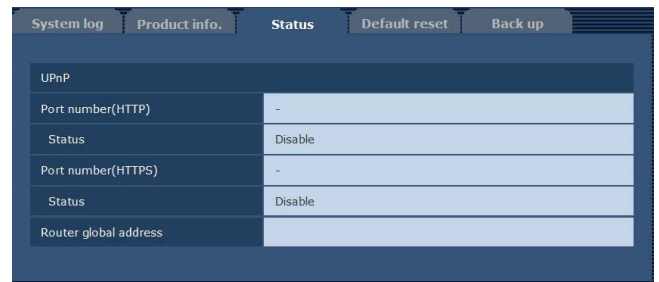 System log Product info. Status Default reset Back up
UPnP
Port number(HTTP) -
Status Disable
Port number(HTTPS) -
Status Disable
Router global address